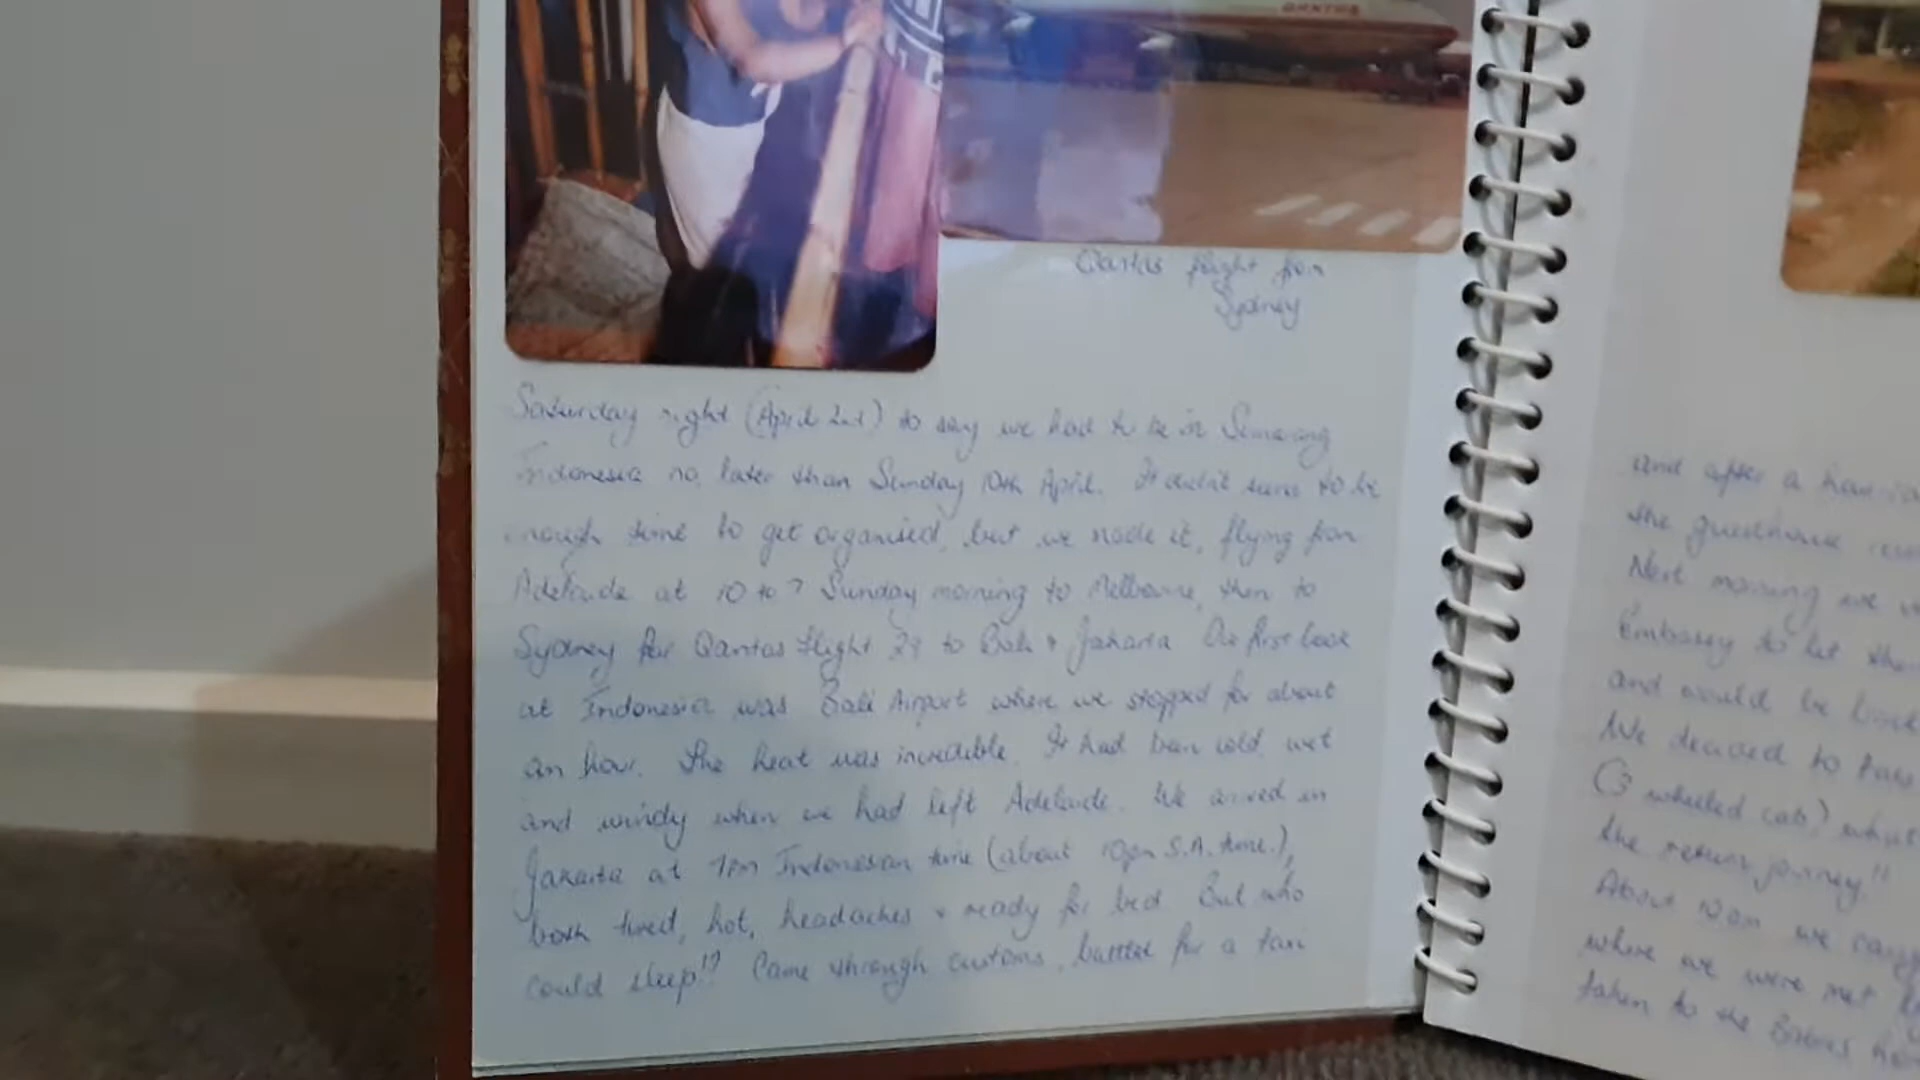 QANTAS
Qantas flight from
Sydney
Saturday night (April 2nd) to say we had to be in Semarang
Indonesia no later than Sunday 10th April. It didn't seem to be
enough time to get organised, but we made it, flying from
Adelaide at 10 to 7 Sunday morning to Melbourne, then to
Sydney for Qantas flight to Bali + Jakarta Our first look
at Indonesia was Bali Airport where we stopped for about
an hour. The heat was incredible. It had been cold, wet
and windy when we had left Adelaide. We arrived in
Jakarta at 7pm Indonesian time (about 10pm S.A. time.),
both tired, hot, headaches + ready for bed. But who
could sleep!? Came through customs, battled for a taxi
and after a
the guesthouse
Next morning we
Embassy to let
and would be
We decided to
(3 wheeled cab)
the return journey!!
About 10am we
where we were met
taken to the